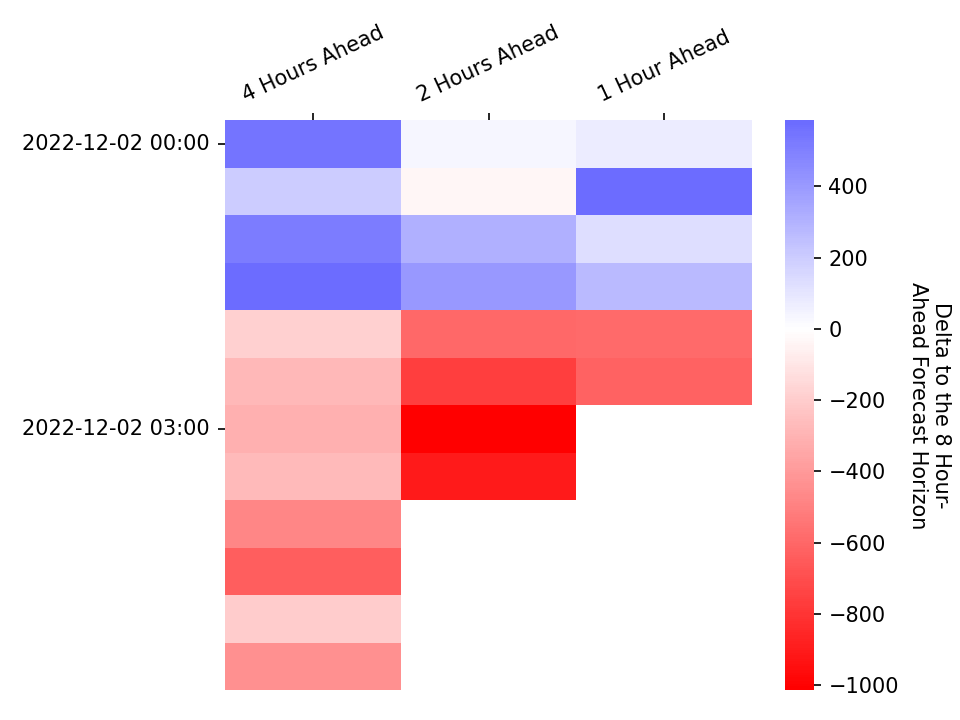 4 Hours Ahead
2 Hours Ahead
1 Hour Ahead
2022-12-02 00:00
2022-12-02 03:00
400
200
0
−200
−400
−600
−800
−1000
Delta to the 8 Hour-
Ahead Forecast Horizon